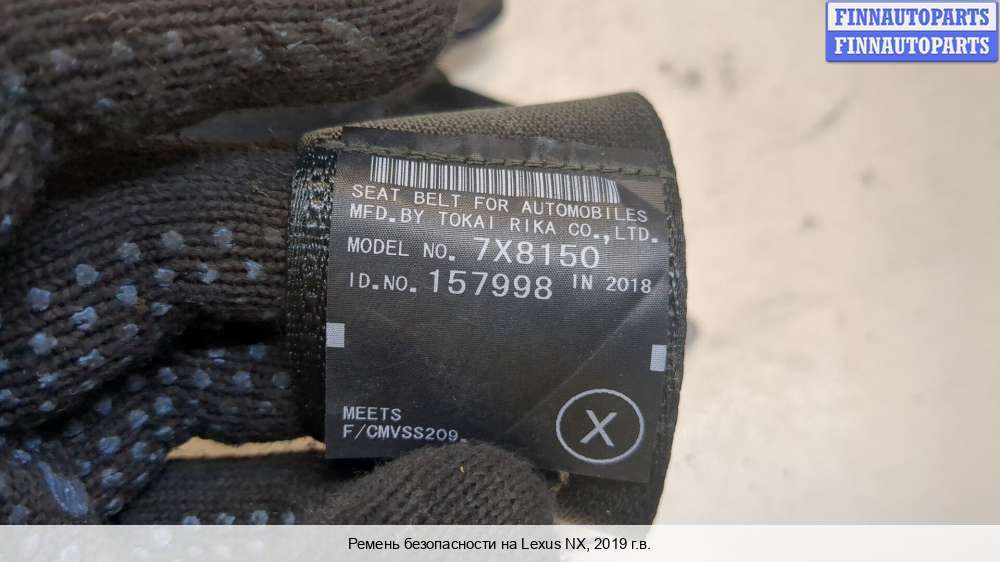 FINNAUTOPARTS
FINNAUTOPARTS
SEAT BELT FOR AUTOMOBILES
MFD.BY TOKAI RIKA CO.,LTD.
MODEL NO. 7X8150
ID.NO. 157998 IN 2018
MEETS
F/CMVSS209.
X
Ремень безопасности на Lexus NX, 2019 г.в.